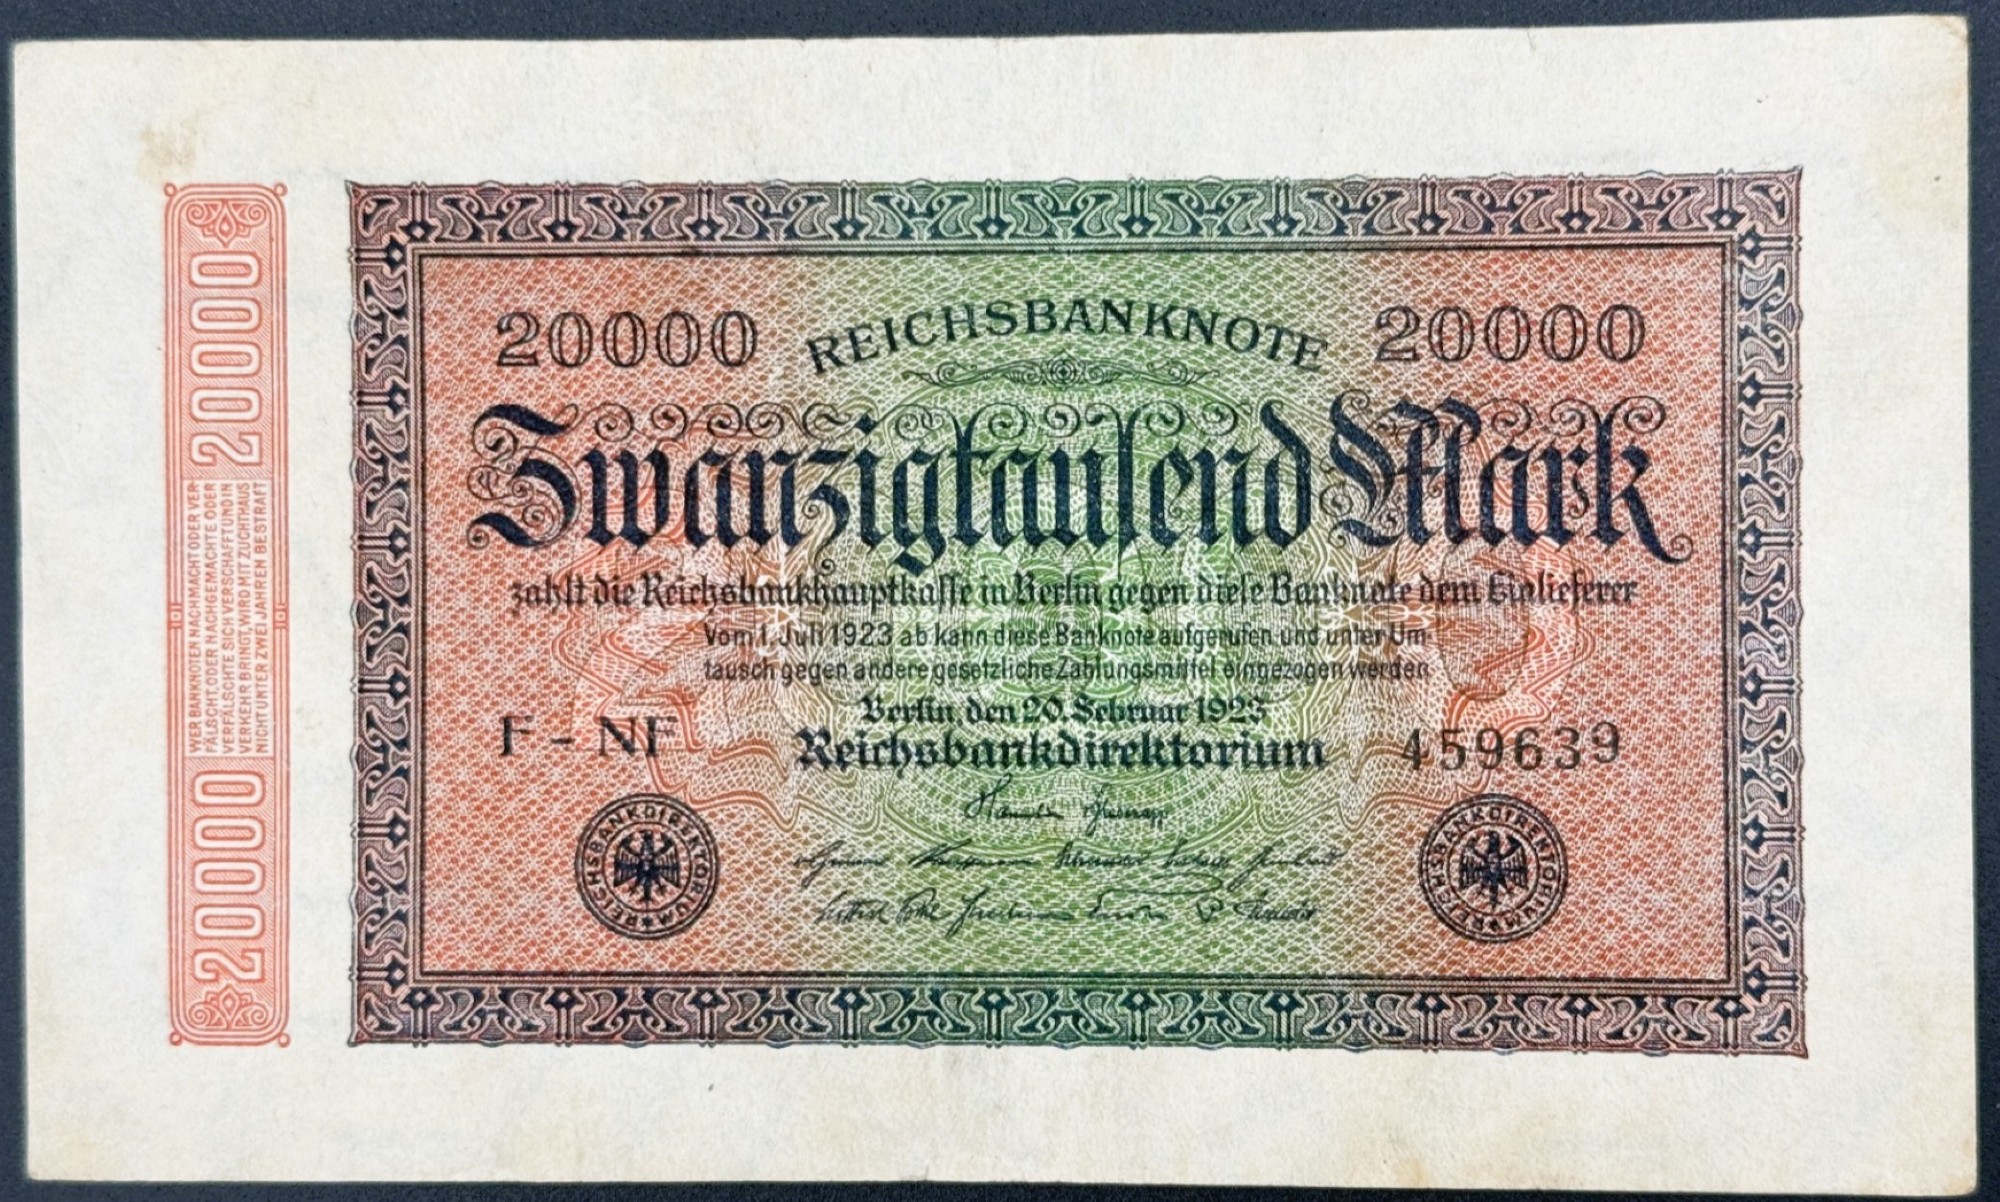 20000
WER BANKNOTEN NACHMACHT ODER VER
FÄLSCHT, ODER NACHGEMACHTE ODER
VERFÄLSCHTE SICH VERSCHAFFT UND IN
VERKEHR BRINGT, WIRD MIT ZUCHTHAUS
NICHT UNTER ZWEI JAHREN BESTRAFT
20000
20000 REICHSBANKNOTE 20000
Zwanzigtausend Mark
zahlt die Reichsbankhauptkasse in Berlin gegen diese Banknote dem Einlieferer
Vom 1. Juli 1923 ab kann diese Banknote aufgerufen und unter Um-
tausch gegen andere gesetzliche Zahlungsmittel eingezogen werden
Berlin, den 20. Februar 1923
F - NF Reichsbankdirektorium 459639
REICHSBANKDIREKTORIUM
REICHSBANKDIREKTORIUM